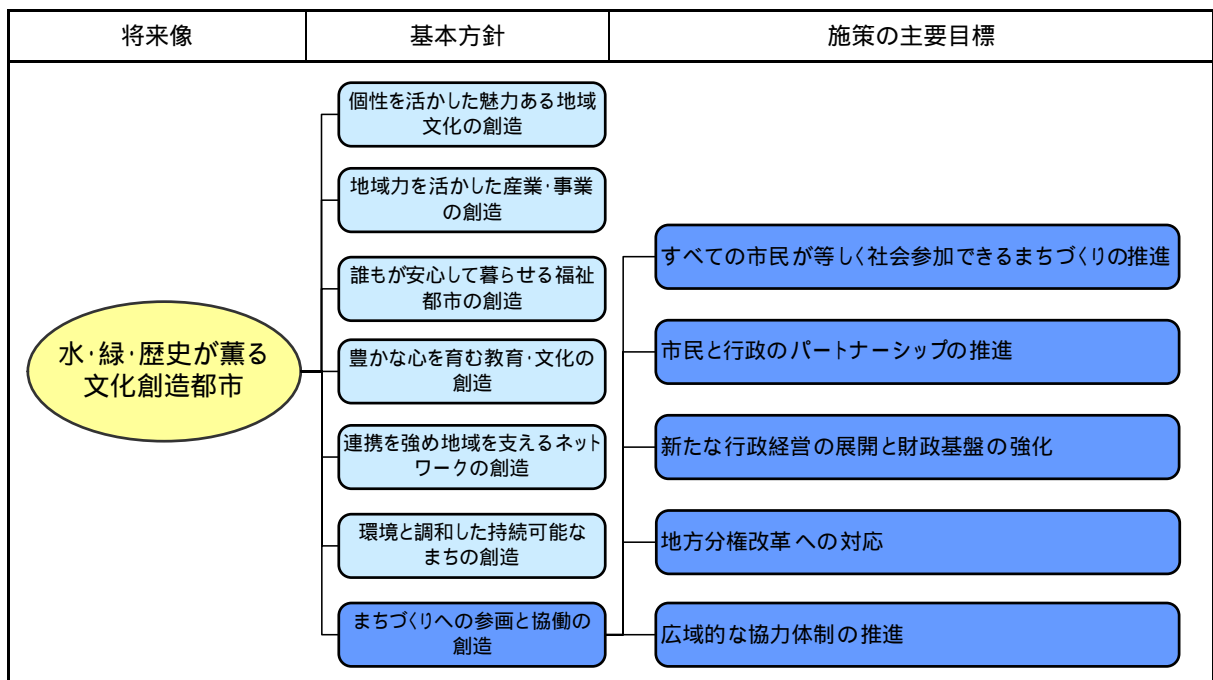 将来像
基本方針
施策の主要目標
水･緑･歴史が薫る
文化創造都市
個性を活かした魅力ある地域
文化の創造
地域力を活かした産業･事業
の創造
誰もが安心して暮らせる福祉
都市の創造
豊かな心を育む教育･文化の
創造
連携を強め地域を支えるネット
ワークの創造
環境と調和した持続可能な
まちの創造
まちづくりへの参画と協働の
創造
すべての市民が等しく社会参加できるまちづくりの推進
市民と行政のパートナーシップの推進
新たな行政経営の展開と財政基盤の強化
地方分権改革への対応
広域的な協力体制の推進